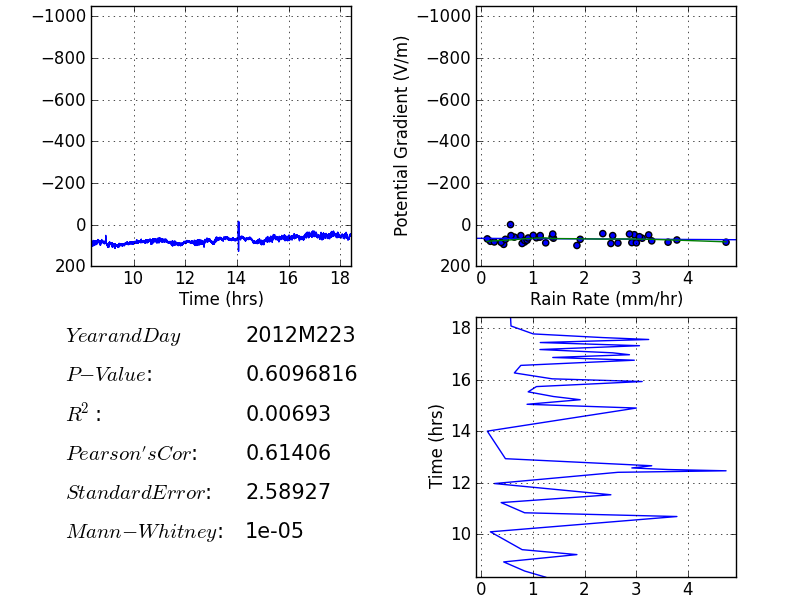 −1000
−800
−600
−400
−200
0
200
10 12 14 16 18
Time (hrs)
Potential Gradient (V/m)
−1000
−800
−600
−400
−200
0
200
0 1 2 3 4
Rain Rate (mm/hr)
YearandDay 2012M223
P−Value: 0.6096816
R² : 0.00693
Pearson'sCor: 0.61406
StandardError: 2.58927
Mann−Whitney: 1e-05
Time (hrs)
18
16
14
12
10
0 1 2 3 4